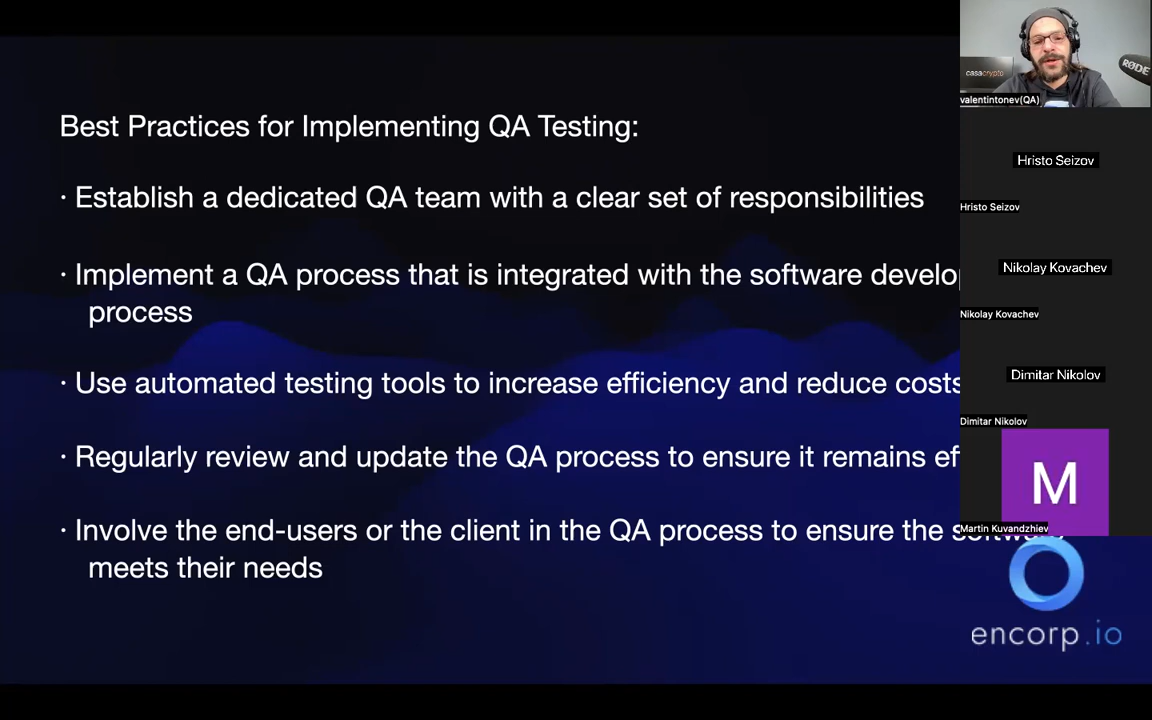 Best Practices for Implementing QA Testing:
· Establish a dedicated QA team with a clear set of responsibilities
· Implement a QA process that is integrated with the software
process
· Use automated testing tools to increase efficiency and reduce costs
· Regularly review and update the QA process to ensure it remains
· Involve the end-users or the client in the QA process to ensure the software
meets their needs
casacrypto
RØDE
valentintonev(QA)
Hristo Seizov
Hristo Seizov
Nikolay Kovachev
Nikolay Kovachev
Dimitar Nikolov
Dimitar Nikolov
M
Martin Kuvandzhiev
encorp.io